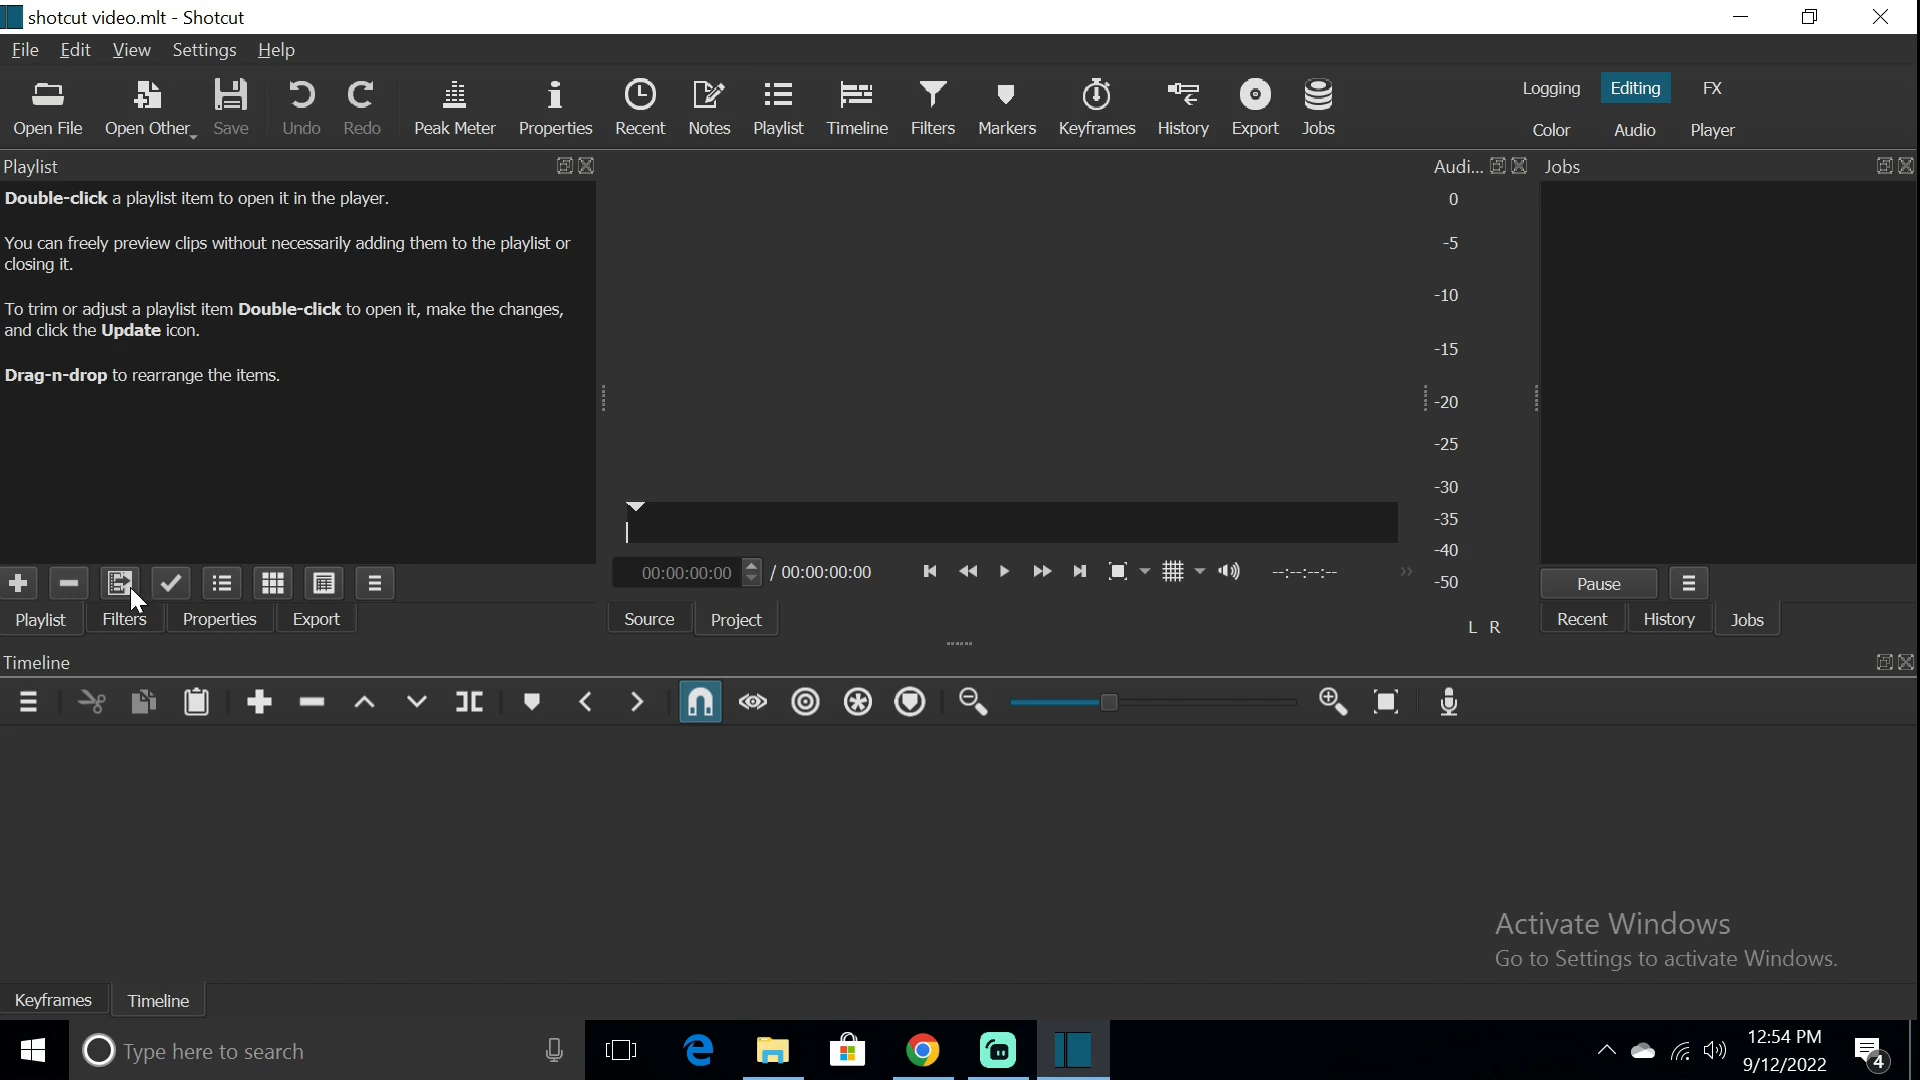 shotcut video.mlt - Shotcut
File Edit View Settings Help
Open File Open Other Save Undo Redo Peak Meter Properties Recent Notes Playlist Timeline Filters Markers Keyframes History Export Jobs
Logging Editing FX
Color Audio Player
Playlist
Double-click a playlist item to open it in the player.
You can freely preview clips without necessarily adding them to the playlist or
closing it.
To trim or adjust a playlist item Double-click to open it, make the changes,
and click the Update icon.
Drag-n-drop to rearrange the items.
Playlist Filters Properties Export
00:00:00:00 / 00:00:00:00 --:--:--:--
Source Project
Audi...
0
-5
-10
-15
-20
-25
-30
-35
-40
-50
L R
Jobs
Pause
Recent History Jobs
Timeline
Activate Windows
Go to Settings to activate Windows.
Keyframes Timeline
Type here to search
12:54 PM
9/12/2022
4